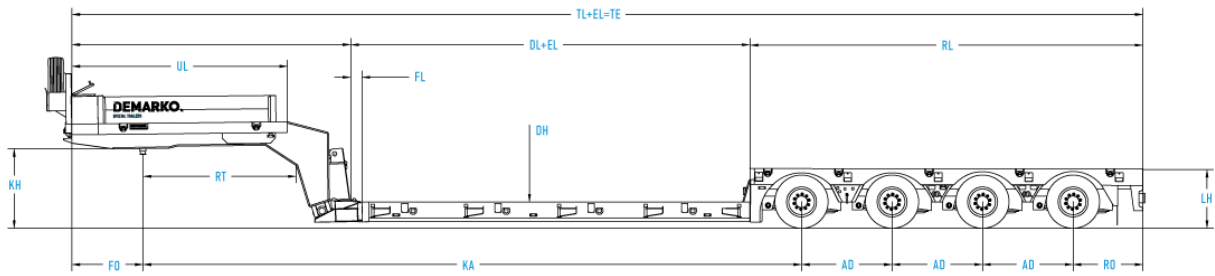 TL+EL=TE
DL+EL
RL
UL
FL
DEMARKO.
SPECIAL TRAILERS
DH
KH
RT
LH
FO
KA
AD
AD
AD
RO